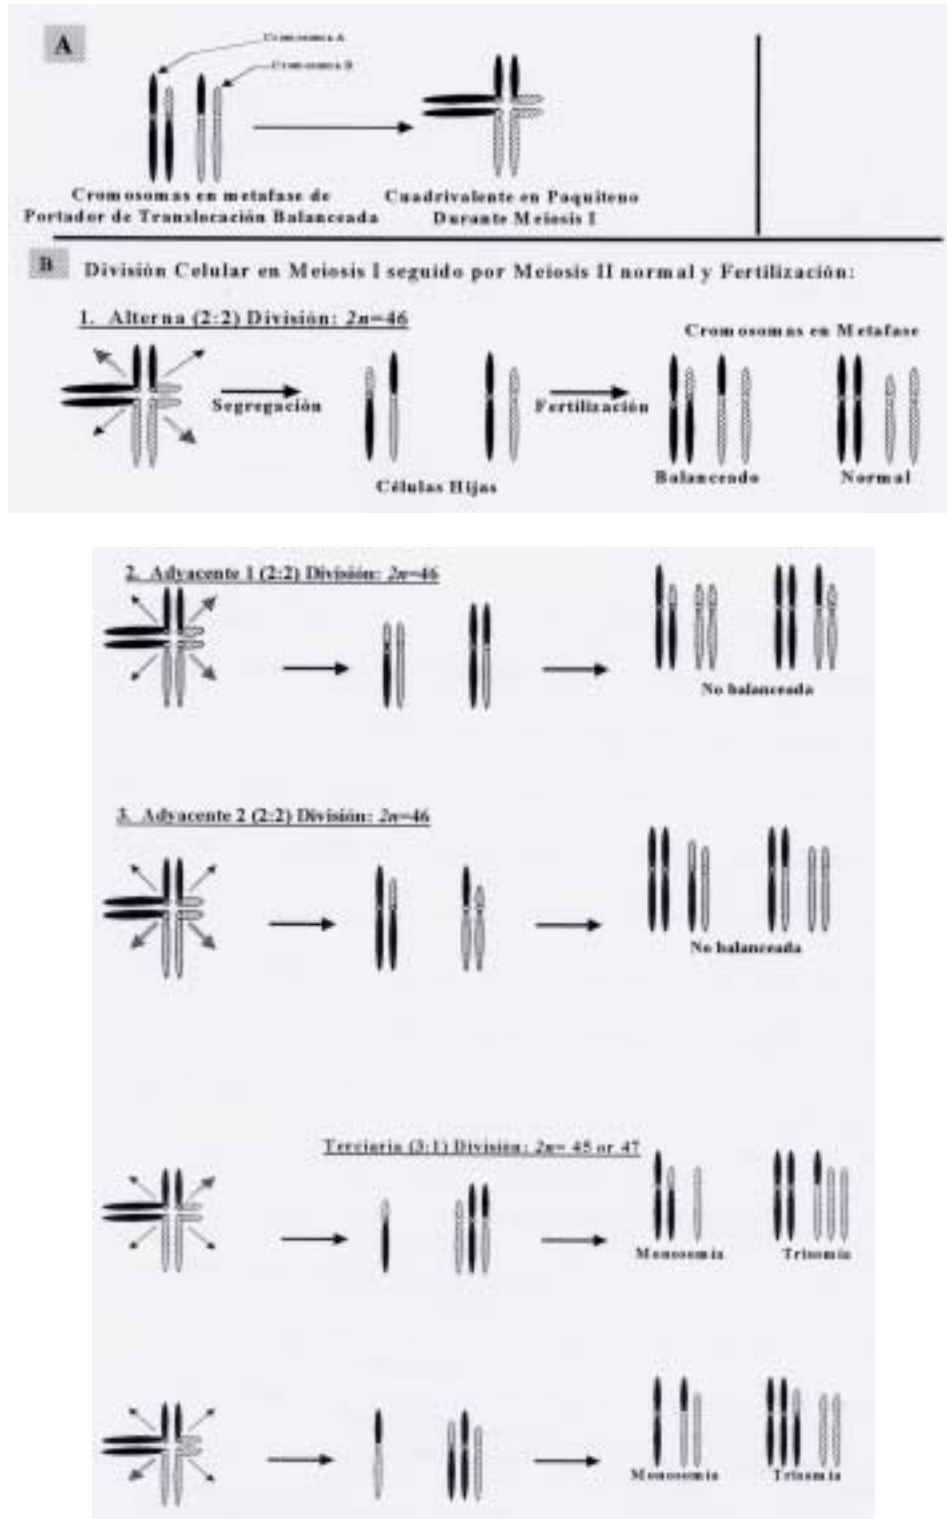 A
Cromosoma A
Cromosoma B
Cromosomas en metafase de
Portador de Translocación Balanceada
Cuadrivalente en Paquiteno
Durante Meiosis I
B
División Celular en Meiosis I seguido por Meiosis II normal y Fertilización:
1. Alterna (2:2) División: 2n=46
Cromosomas en Metafase
Segregación
Fertilización
Células Hijas
Balanceado
Normal
2. Adyacente 1 (2:2) División: 2n=46
No balanceada
3. Adyacente 2 (2:2) División: 2n=46
No balanceada
Terciaria (3:1) División: 2n= 45 or 47
Monosomía
Trisomía
Monosomía
Trisomía